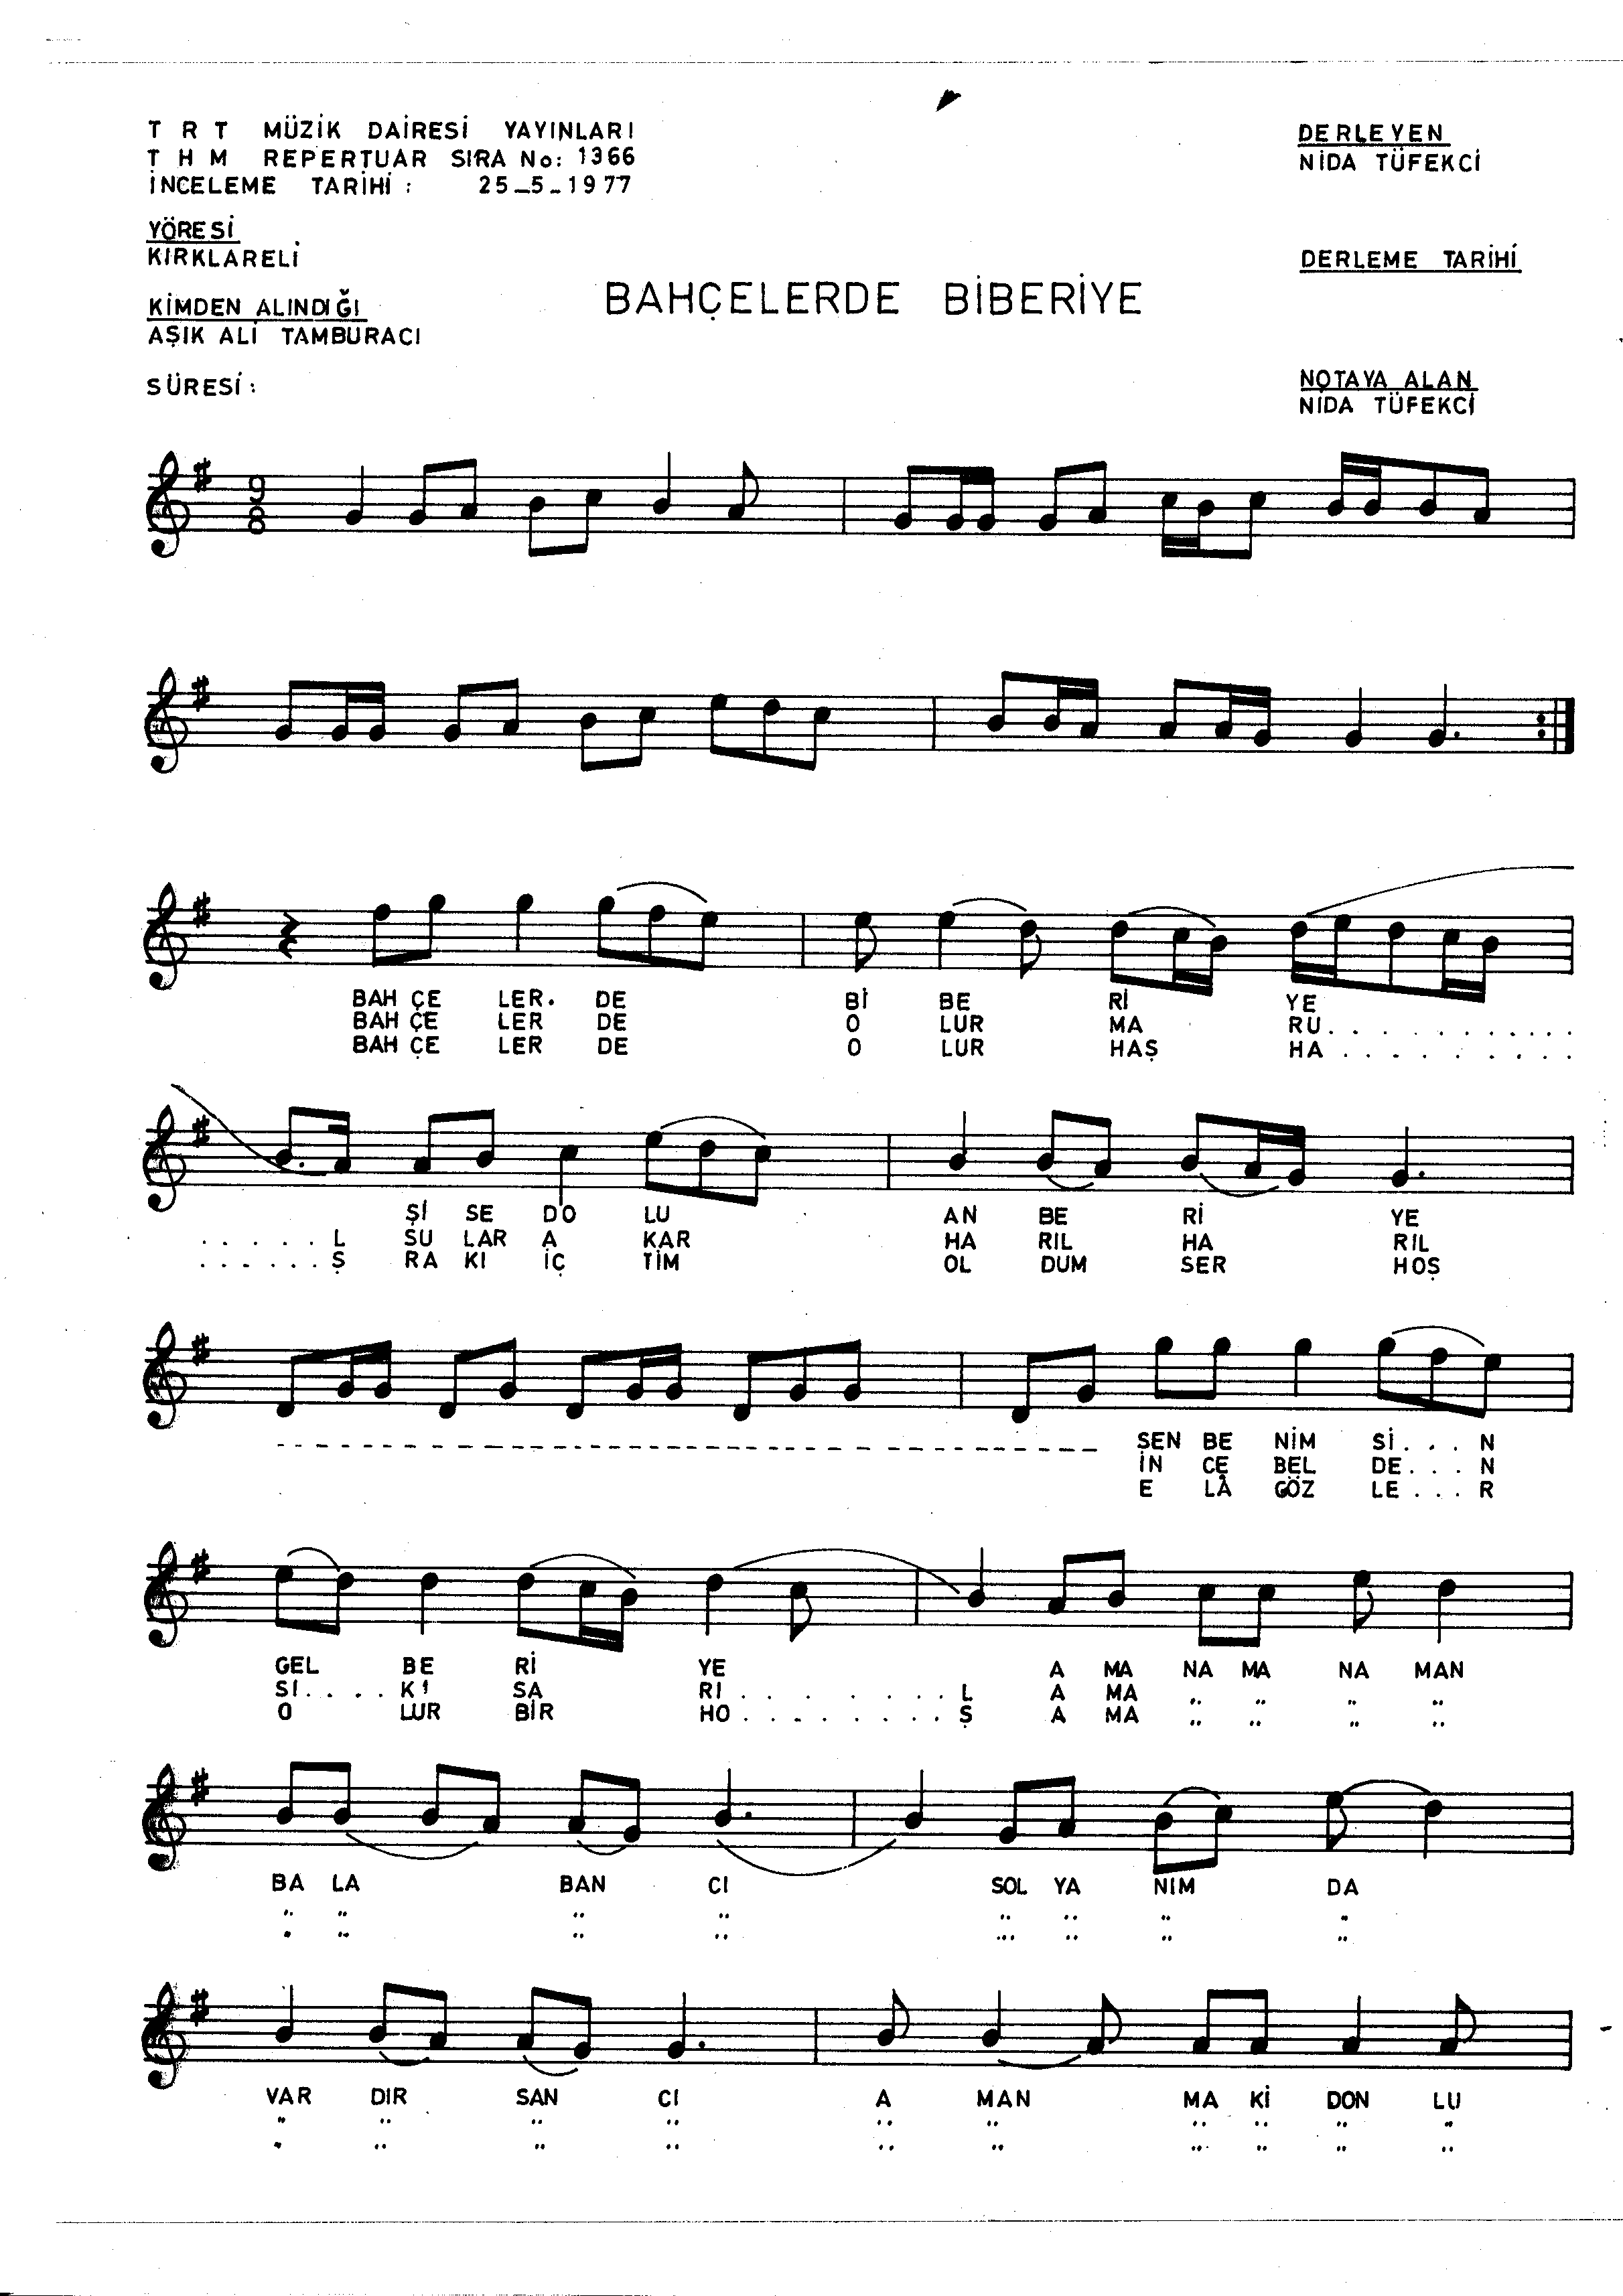 T R T MÜZİK DAİRESİ YAYINLARI
T H M REPERTUAR SIRA No: 1366
İNCELEME TARİHİ : 25_5_1977
DERLEYEN
NİDA TÜFEKCİ
YÖRESİ
KIRKLARELİ
DERLEME TARİHİ
KİMDEN ALINDIĞI
AŞIK ALİ TAMBURACI
BAHÇELERDE BİBERİYE
SÜRESİ :
NOTAYA ALAN
NİDA TÜFEKCİ
9
8
BAH ÇE LER. DE Bİ BE Rİ YE
BAH ÇE LER DE O LUR MA RU. . . . . . . . . . .
BAH ÇE LER DE O LUR HAŞ HA . . . . . . . . .
Şİ SE DO LU AN BE Rİ YE
. . . . . L SU LAR A KAR HA RIL HA RIL
. . . . . . Ş RA KI İÇ TİM OL DUM SER HOŞ
SEN BE NİM Sİ . . . N
İN CE BEL DE . . . N
E LÂ GÖZ LE . . . R
GEL BE Rİ YE A MA NA MA NA MAN
SI . . . . KI SA RI . . . . . . . . L A MA " " " "
O LUR BİR HO . . . . . . . . Ş A MA " " " "
BA LA BAN CI SOL YA NIM DA
" " " " " " " "
" " " " " " " "
VAR DIR SAN CI A MAN MA Kİ DON LU
" " " " " " " " " "
" " " " " " " " " "